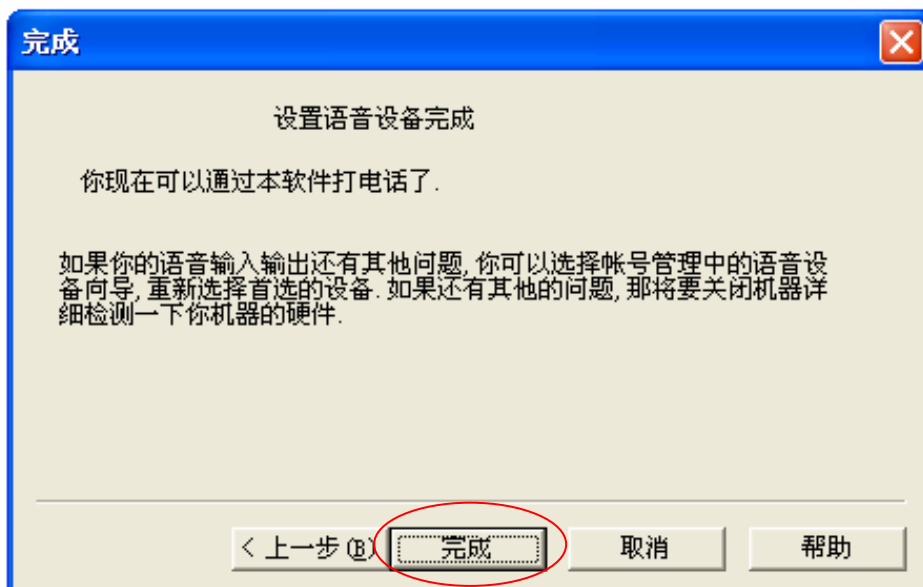 完成
设置语音设备完成
你现在可以通过本软件打电话了.
如果你的语音输入输出还有其他问题, 你可以选择帐号管理中的语音设
备向导, 重新选择首选的设备. 如果还有其他的问题, 那将要关闭机器详
细检测一下你机器的硬件.
< 上一步(B) 完成 取消 帮助